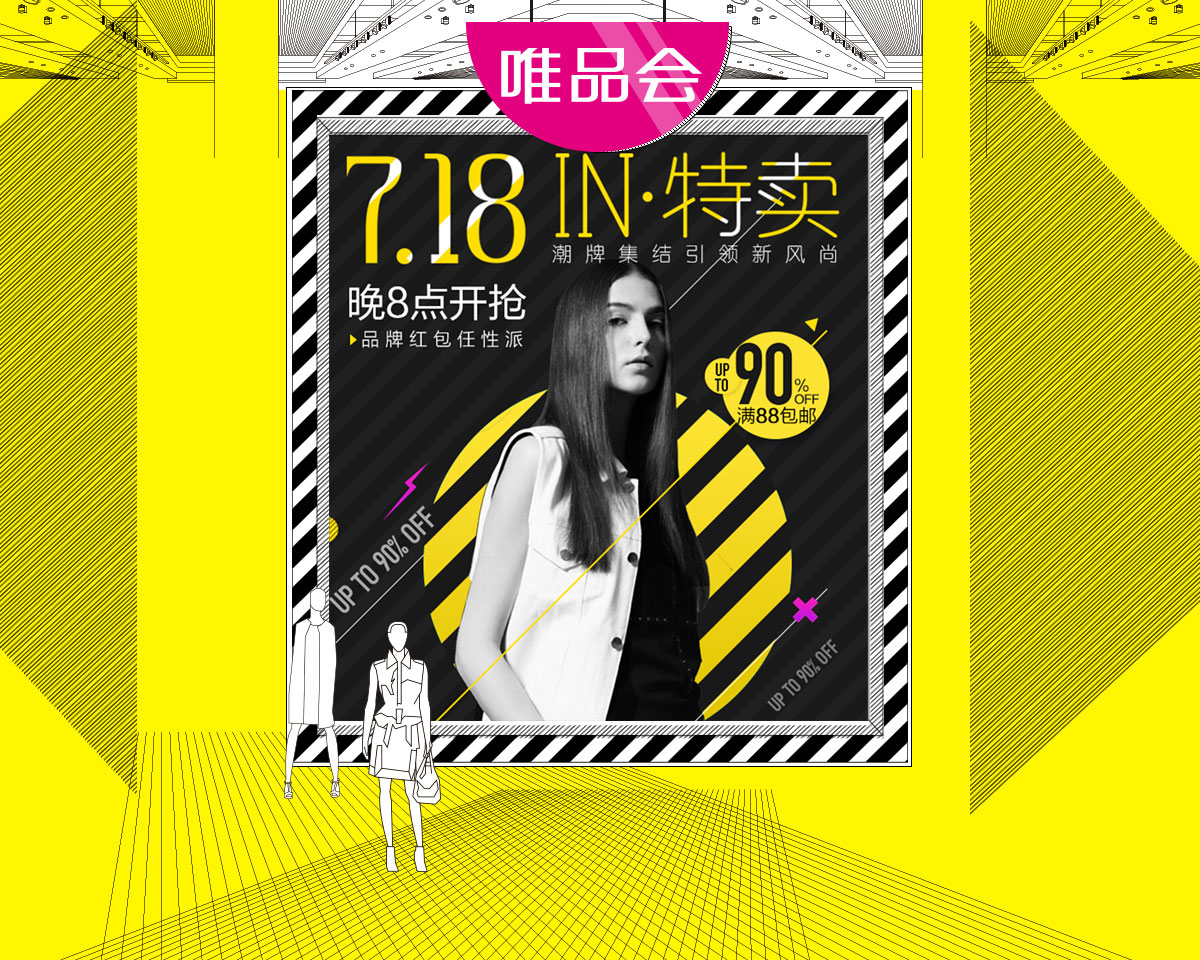 唯品会
7.18
IN·特卖
潮牌集结引领新风尚
晚8点开抢
品牌红包任性派
UP TO
90% OFF
满88包邮
UP TO 90% OFF
UP TO 90% OFF